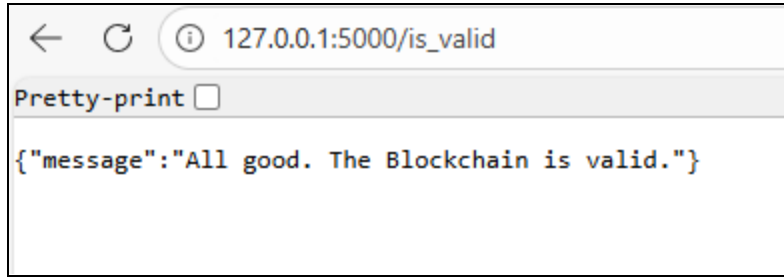 127.0.0.1:5000/is_valid
Pretty-print
{"message":"All good. The Blockchain is valid."}